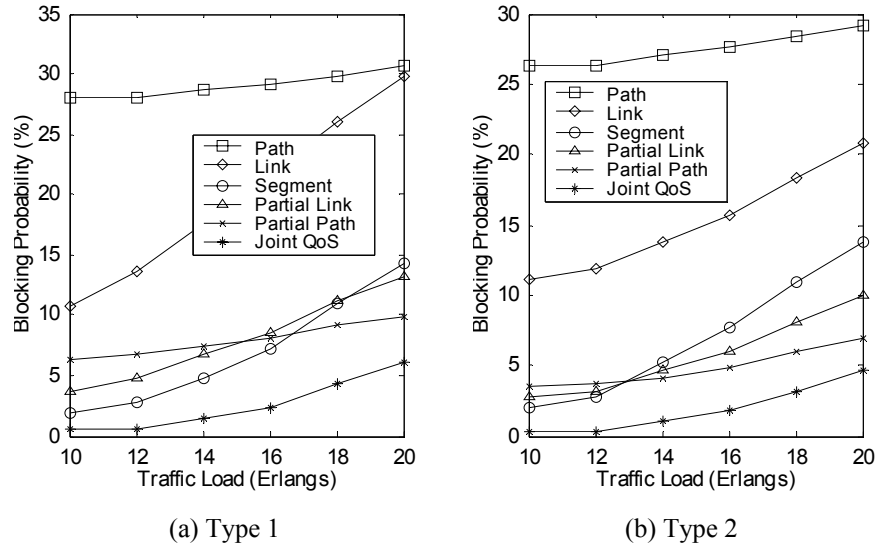 35
30
25
20
15
10
5
0
Blocking Probability (%)
Path
Link
Segment
Partial Link
Partial Path
Joint QoS
10 12 14 16 18 20
Traffic Load (Erlangs)
(a) Type 1
30
25
20
15
10
5
0
Blocking Probability (%)
Path
Link
Segment
Partial Link
Partial Path
Joint QoS
10 12 14 16 18 20
Traffic Load (Erlangs)
(b) Type 2